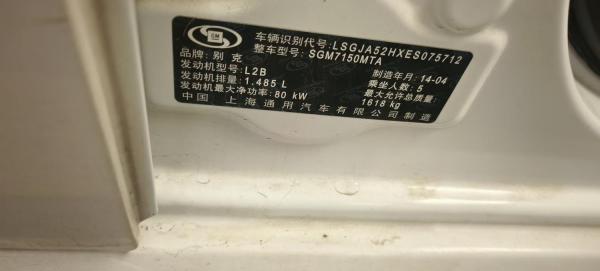 GM
车辆识别代号:LSGJA52HXES075712
品牌:别克 整车型号:SGM7150MTA
发动机型号:L2B 制造年月:14-04
发动机排量:1.485 L 乘坐人数:5
发动机最大净功率:80 kW 最大允许总质量:1618 kg
中国 上海通用汽车有限公司制造